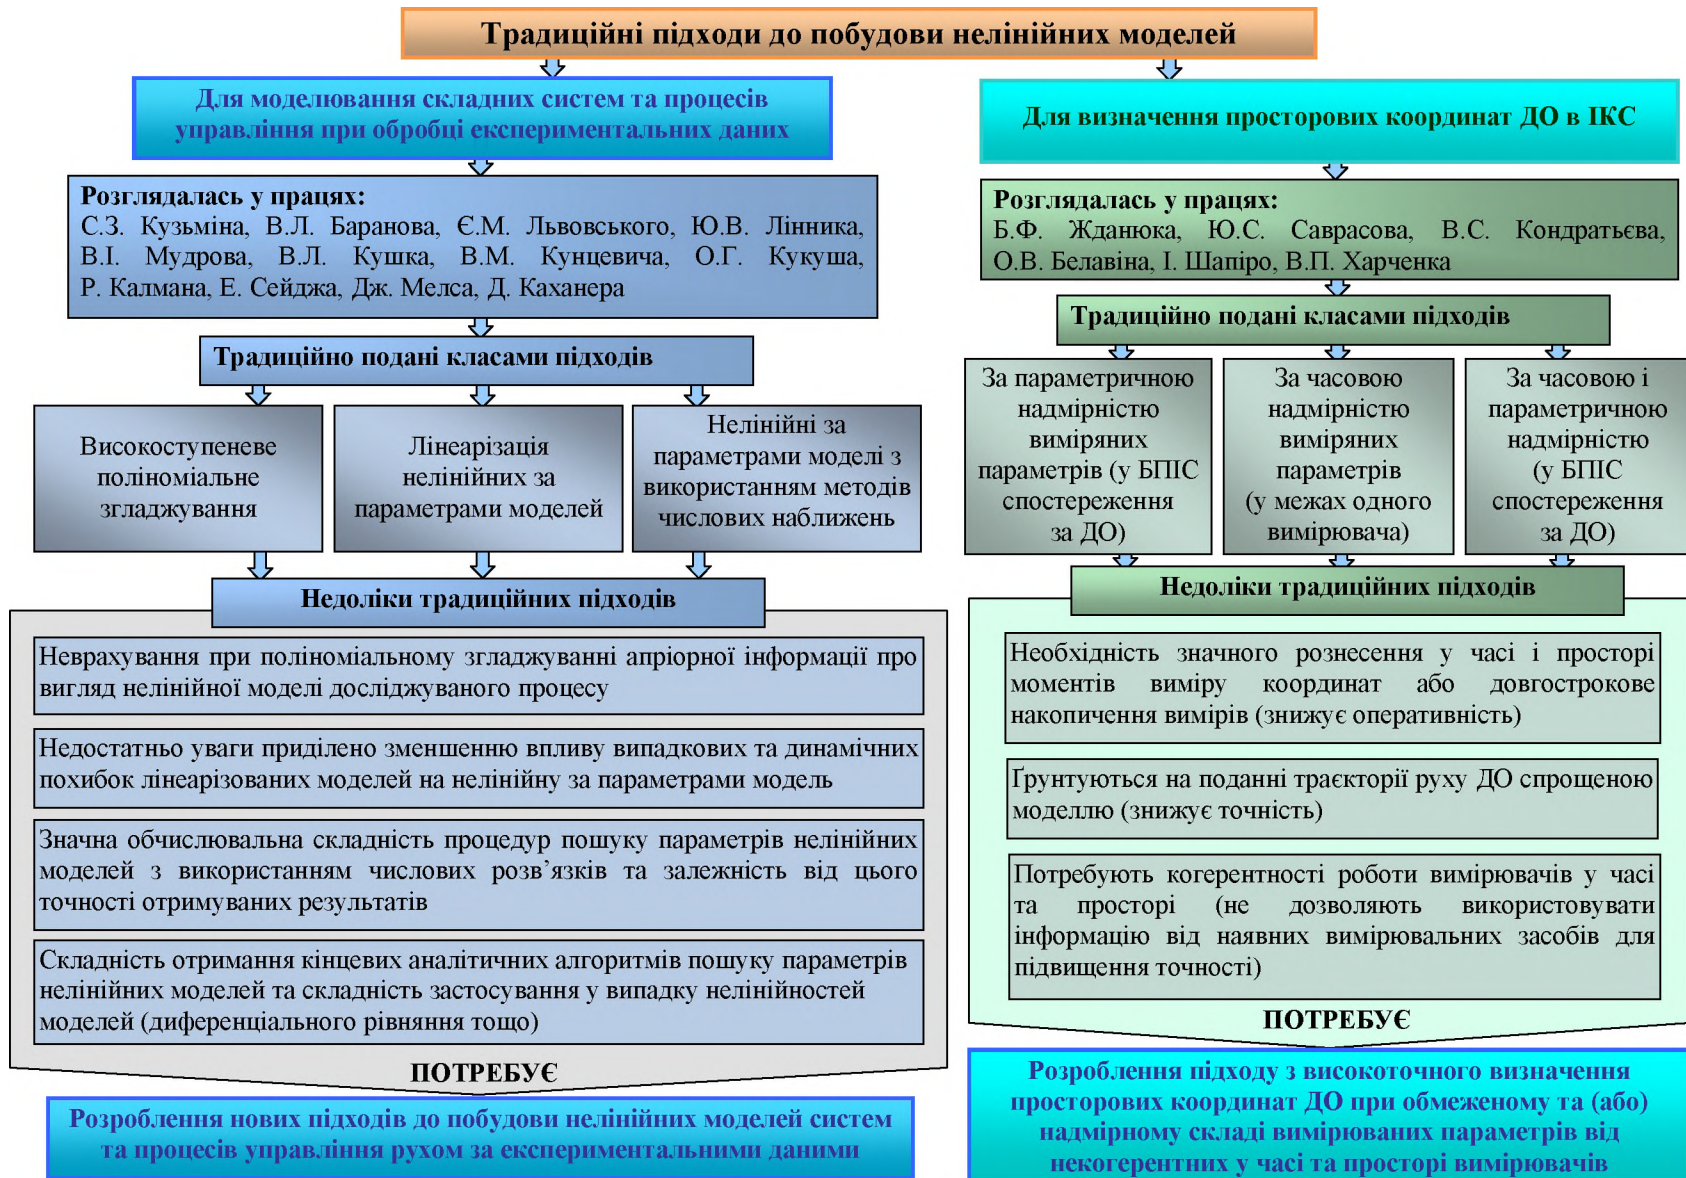 Традиційні підходи до побудови нелінійних моделей
Для моделювання складних систем та процесів
управління при обробці експериментальних даних
Розглядалась у працях:
С.З. Кузьміна, В.Л. Баранова, Є.М. Львовського, Ю.В. Лінника,
В.І. Мудрова, В.Л. Кушка, В.М. Кунцевича, О.Г. Кукуша,
Р. Калмана, Е. Сейджа, Дж. Мелса, Д. Каханера
Традиційно подані класами підходів
Високоступеневе
поліноміальне
згладжування
Лінеарізація
нелінійних за
параметрами моделей
Нелінійні за
параметрами моделі з
використанням методів
числових наближень
Недоліки традиційних підходів
Неврахування при поліноміальному згладжуванні апріорної інформації про
вигляд нелінійної моделі досліджуваного процесу
Недостатньо уваги приділено зменшенню впливу випадкових та динамічних
похибок лінеарізованих моделей на нелінійну за параметрами модель
Значна обчислювальна складність процедур пошуку параметрів нелінійних
моделей з використанням числових розв’язків та залежність від цього
точності отримуваних результатів
Складність отримання кінцевих аналітичних алгоритмів пошуку параметрів
нелінійних моделей та складність застосування у випадку нелінійностей
моделей (диференціального рівняння тощо)
ПОТРЕБУЄ
Розроблення нових підходів до побудови нелінійних моделей систем
та процесів управління рухом за експериментальними даними
Для визначення просторових координат ДО в ІКС
Розглядалась у працях:
Б.Ф. Жданюка, Ю.С. Саврасова, В.С. Кондратьєва,
О.В. Белавіна, І. Шапіро, В.П. Харченка
Традиційно подані класами підходів
За параметричною
надмірністю
виміряних
параметрів (у БПІС
спостереження
за ДО)
За часовою
надмірністю
виміряних
параметрів
(у межах одного
вимірювача)
За часовою і
параметричною
надмірністю
(у БПІС
спостереження
за ДО)
Недоліки традиційних підходів
Необхідність значного рознесення у часі і просторі
моментів виміру координат або довгострокове
накопичення вимірів (знижує оперативність)
Ґрунтуються на поданні траєкторії руху ДО спрощеною
моделлю (знижує точність)
Потребують когерентності роботи вимірювачів у часі
та просторі (не дозволяють використовувати
інформацію від наявних вимірювальних засобів для
підвищення точності)
ПОТРЕБУЄ
Розроблення підходу з високоточного визначення
просторових координат ДО при обмеженому та (або)
надмірному складі вимірюваних параметрів від
некогерентних у часі та просторі вимірювачів